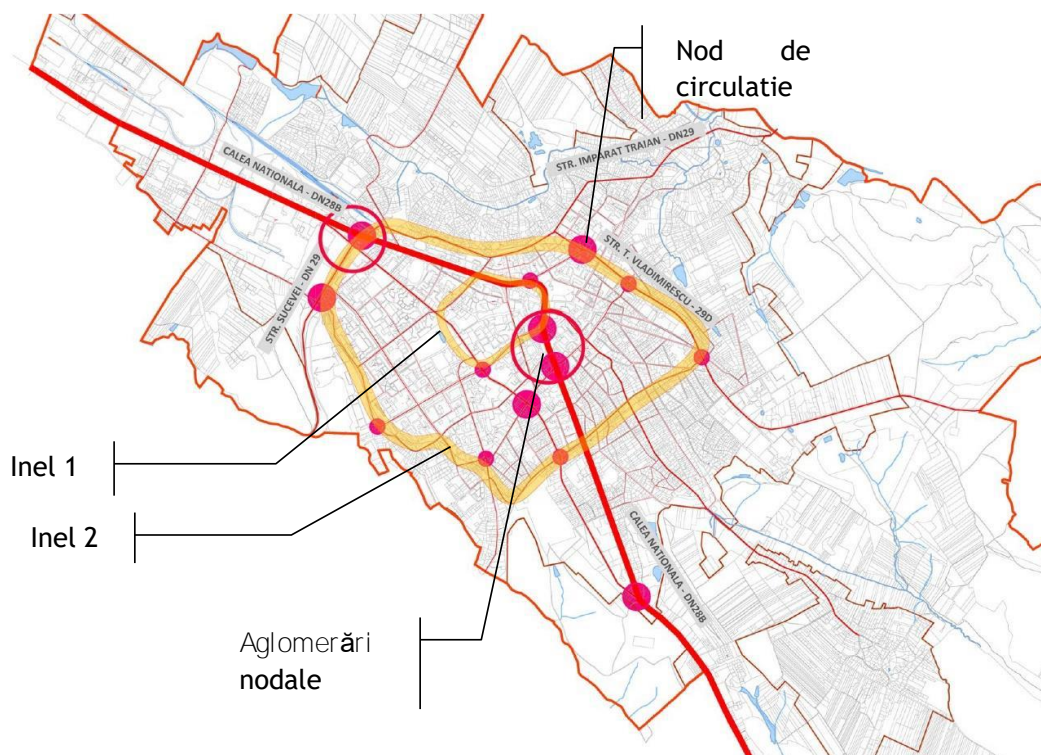 Nod de
circulatie
STR. IMPĂRAT TRAIAN - DN29
CALEA NATIONALA - DN28B
STR. T. VLADIMIRESCU - 29D
STR. SUCEVEI - DN 29
Inel 1
Inel 2
CALEA NATIONALA - DN28B
Aglomerări
nodale